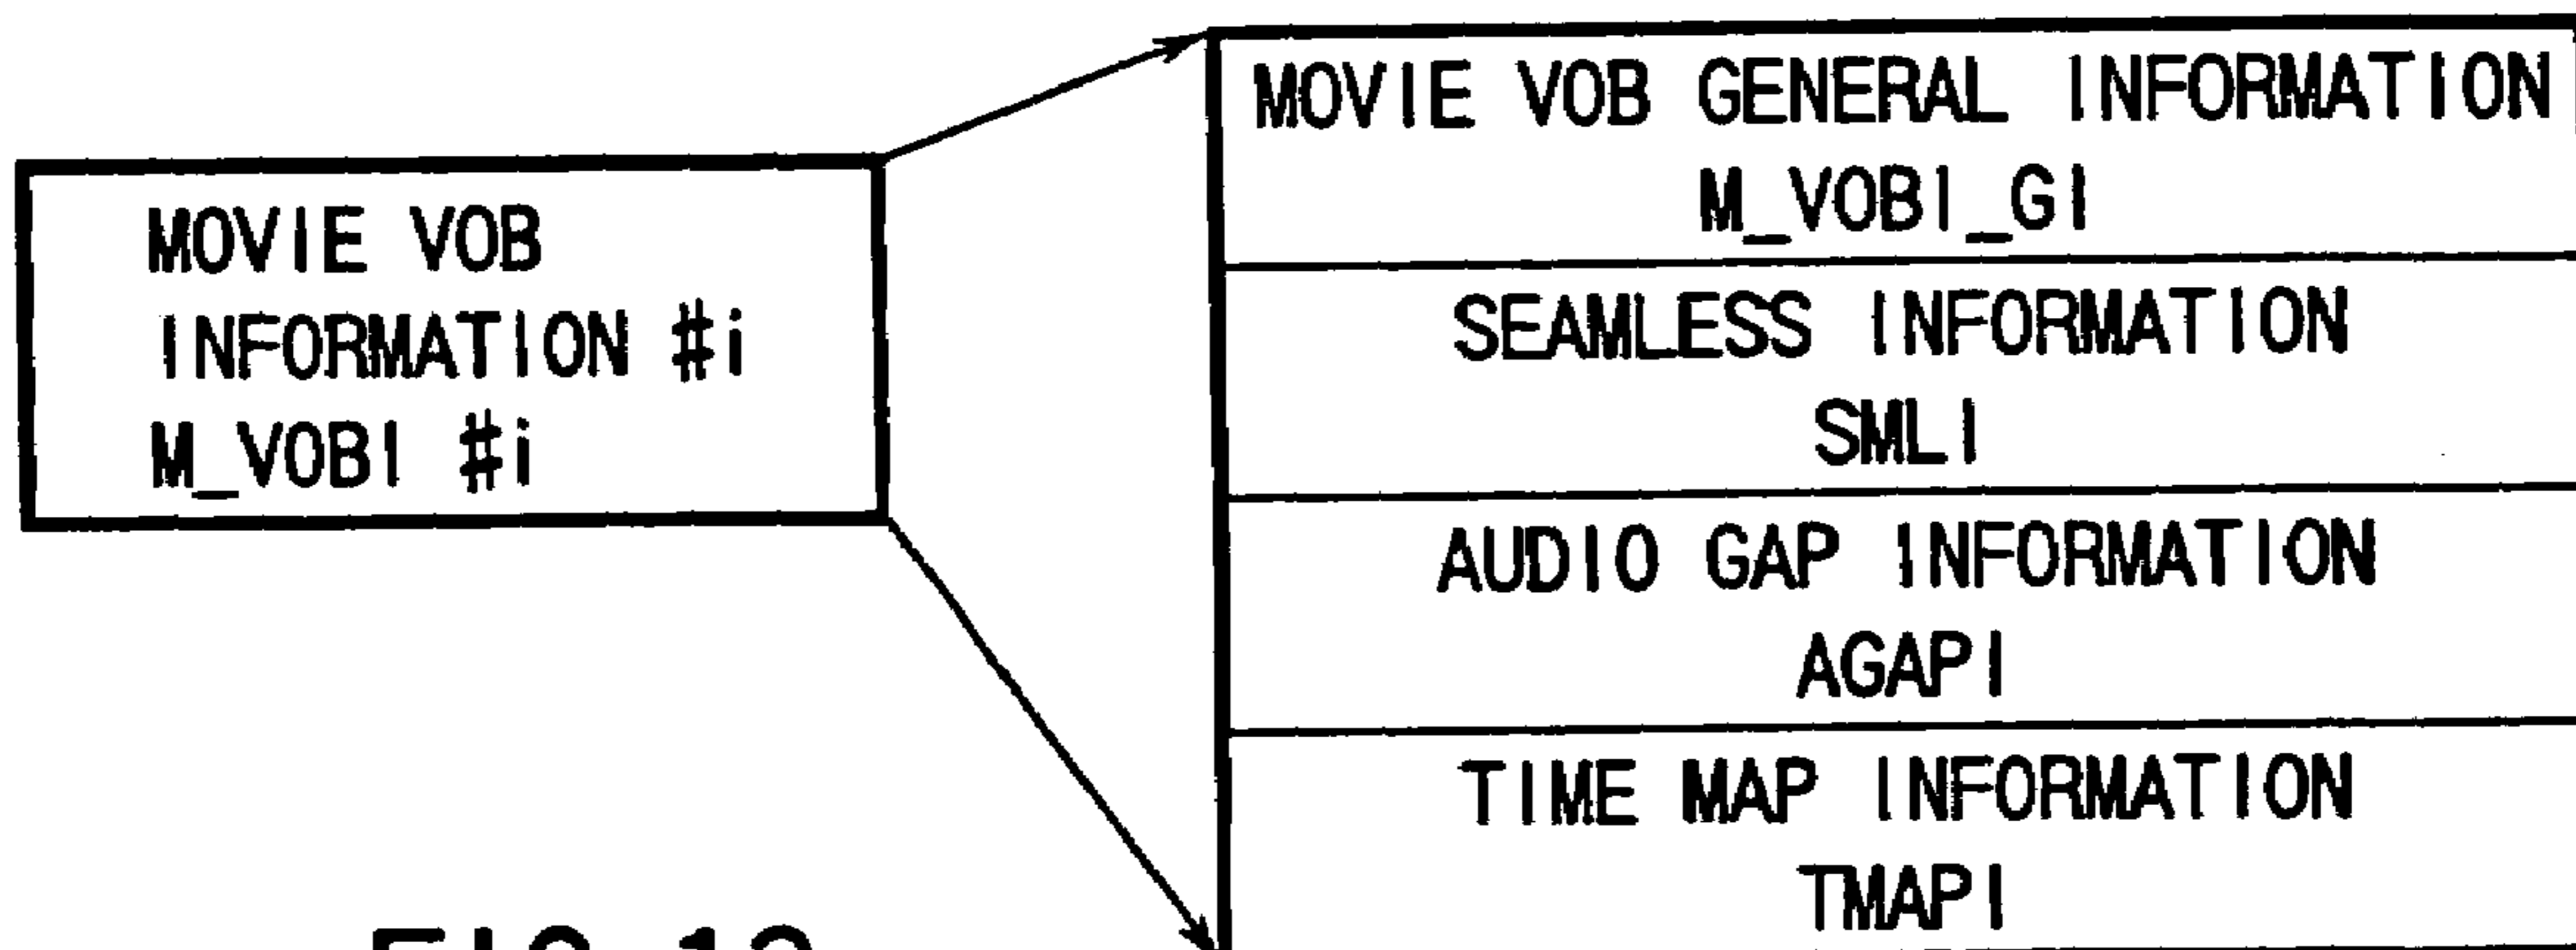 MOVIE VOB
INFORMATION #i
M_VOBI #i
MOVIE VOB GENERAL INFORMATION
M_VOBI_GI
SEAMLESS INFORMATION
SMLI
AUDIO GAP INFORMATION
AGAPI
TIME MAP INFORMATION
TMAPI